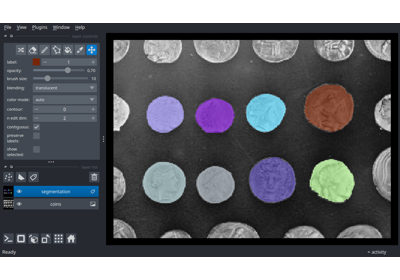 File View Plugins Window Help
label: 1
opacity: 0.70
brush size: 10
blending: translucent
color mode: auto
contour: 0
n edit dim: 2
contiguous:
preserve
labels:
show
selected:
segmentation
coins
Ready activity